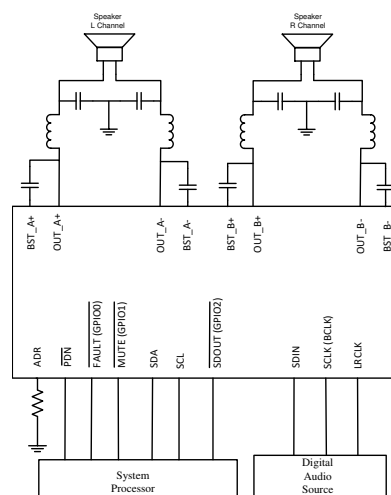 Speaker
L Channel
Speaker
R Channel
BST_A+
OUT_A+
OUT_A-
BST_A-
BST_B+
OUT_B+
OUT_B-
BST_B-
ADR
PDN
FAULT (GPIO0)
MUTE (GPIO1)
SDA
SCL
SDOUT (GPIO2)
SDIN
SCLK (BCLK)
LRCLK
System
Processor
Digital
Audio
Source